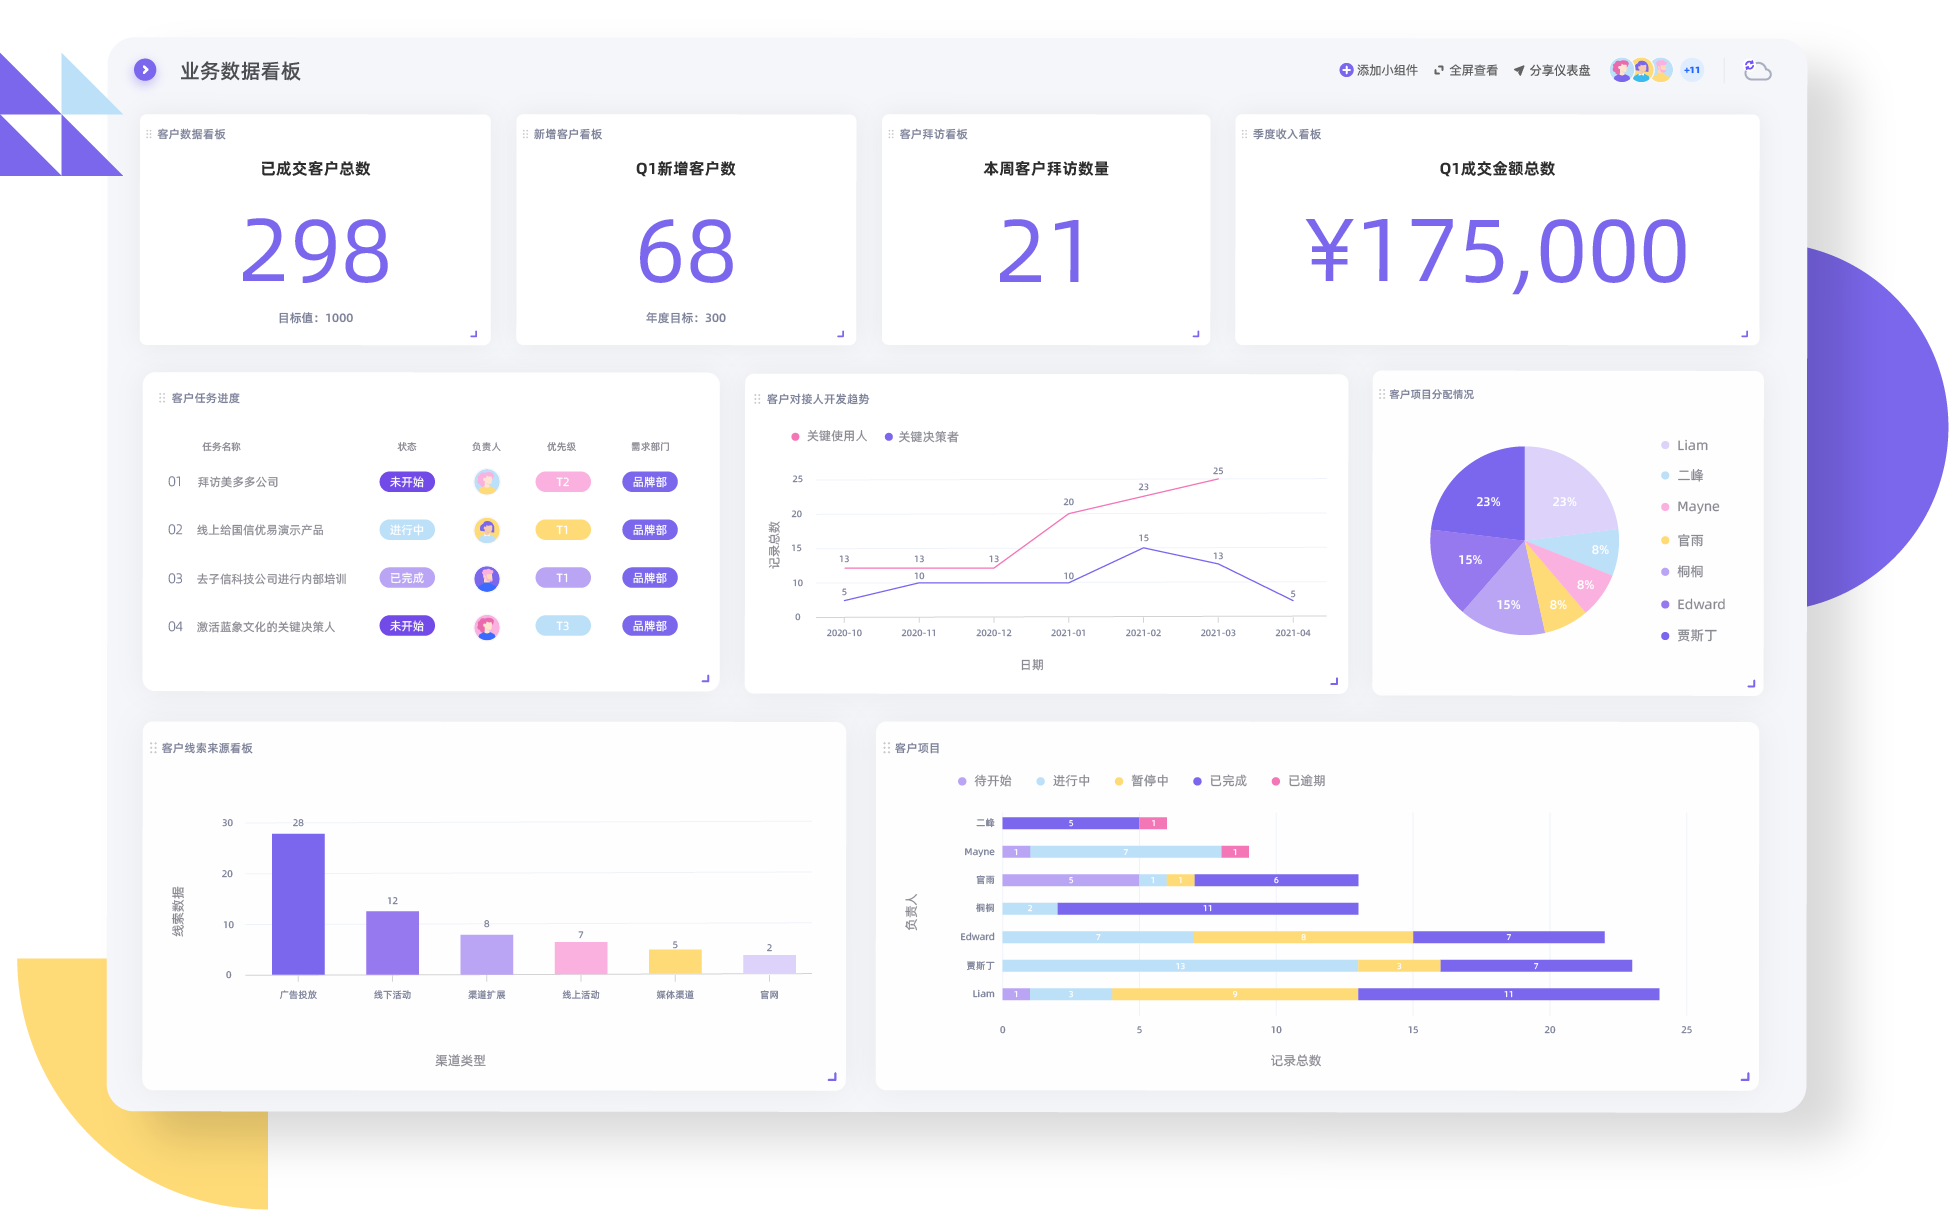 业务数据看板
添加小组件 全屏查看 分享仪表盘 +11
客户数据看板
已成交客户总数
298
目标值：1000
新增客户看板
Q1新增客户数
68
年度目标：300
客户拜访看板
本周客户拜访数量
21
季度收入看板
Q1成交金额总数
¥175,000
客户任务进度
任务名称 状态 负责人 优先级 需求部门
01 拜访美多多公司 未开始 T2 品牌部
02 线上给国信优易演示产品 进行中 T1 品牌部
03 去子信科技公司进行内部培训 已完成 T1 品牌部
04 激活蓝象文化的关键决策人 未开始 T3 品牌部
客户对接人开发趋势
关键使用人 关键决策者
记录总数
25
20
15
10
0
13 13 13 20 23 25
5 10 10 15 13 5
2020-10 2020-11 2020-12 2021-01 2021-02 2021-03 2021-04
日期
客户项目分配情况
23% 23%
8%
15%
8%
15% 8%
Liam
二峰
Mayne
官雨
桐桐
Edward
贾斯丁
客户线索来源看板
线索数据
30
20
10
0
28 12 8 7 5 2
广告投放 线下活动 渠道扩展 线上活动 媒体渠道 官网
渠道类型
客户项目
待开始 进行中 暂停中 已完成 已逾期
负责人
二峰 5 1
Mayne 1 7 1
官雨 5 1 1 6
桐桐 2 11
Edward 7 8 7
贾斯丁 13 3 7
Liam 1 3 9 11
0 5 10 15 20 25
记录总数